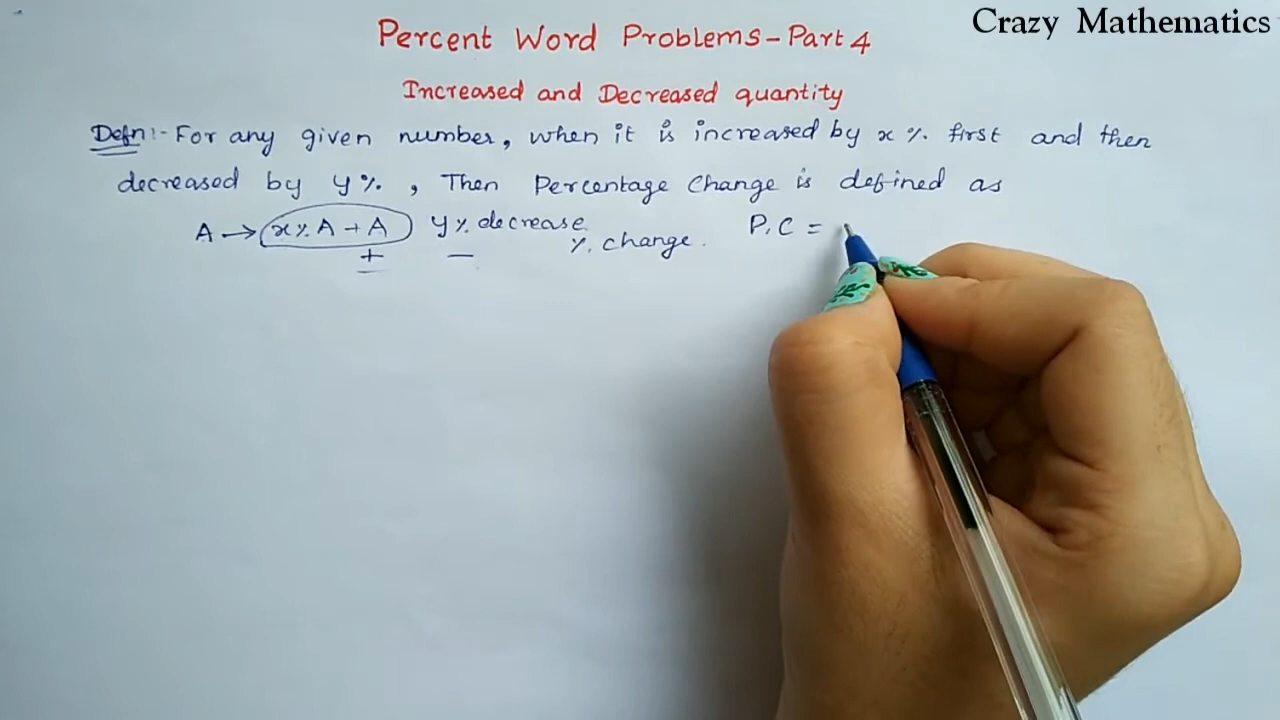 Crazy Mathematics
Percent Word Problems - Part 4
Increased and Decreased quantity
Defn :- For any given number, when it is increased by x % first and then
decreased by y % , Then Percentage Change is defined as
A → x % A + A y % decrease P.C =
+ − % change.